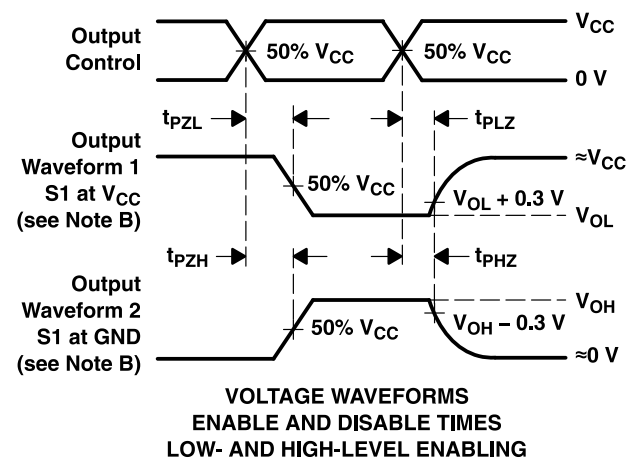 Output
Control
50% VCC
50% VCC
VCC
0 V
tPZL
tPLZ
Output
Waveform 1
S1 at VCC
(see Note B)
50% VCC
≈VCC
VOL + 0.3 V
VOL
tPZH
tPHZ
Output
Waveform 2
S1 at GND
(see Note B)
50% VCC
VOH
VOH − 0.3 V
≈0 V
VOLTAGE WAVEFORMS
ENABLE AND DISABLE TIMES
LOW- AND HIGH-LEVEL ENABLING